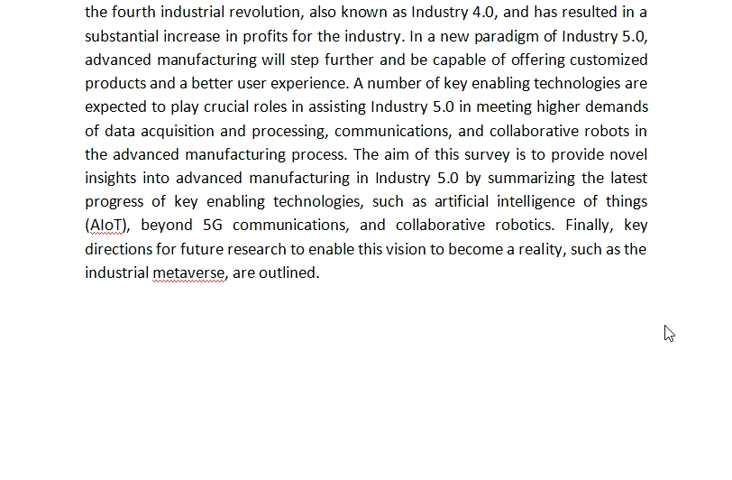 the fourth industrial revolution, also known as Industry 4.0, and has resulted in a
substantial increase in profits for the industry. In a new paradigm of Industry 5.0,
advanced manufacturing will step further and be capable of offering customized
products and a better user experience. A number of key enabling technologies are
expected to play crucial roles in assisting Industry 5.0 in meeting higher demands
of data acquisition and processing, communications, and collaborative robots in
the advanced manufacturing process. The aim of this survey is to provide novel
insights into advanced manufacturing in Industry 5.0 by summarizing the latest
progress of key enabling technologies, such as artificial intelligence of things
(AIoT), beyond 5G communications, and collaborative robotics. Finally, key
directions for future research to enable this vision to become a reality, such as the
industrial metaverse, are outlined.